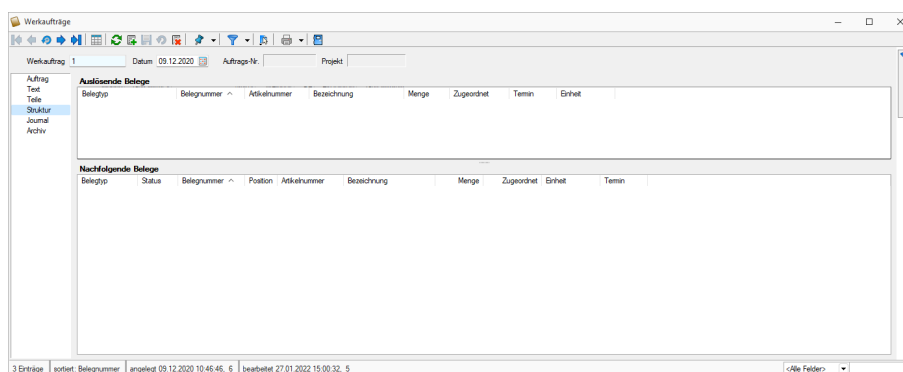 Werkaufträge
Werkauftrag 1 Datum 09.12.2020 Auftrags-Nr. Projekt
Auftrag
Text
Teile
Struktur
Journal
Archiv
Auslösende Belege
Belegtyp Belegnummer Artikelnummer Bezeichnung Menge Zugeordnet Termin Einheit
Nachfolgende Belege
Belegtyp Status Belegnummer Position Artikelnummer Bezeichnung Menge Zugeordnet Einheit Termin
3 Einträge sortiert: Belegnummer angelegt 09.12.2020 10:46:46, 6 bearbeitet 27.01.2022 15:00:32, 5 <Alle Felder>